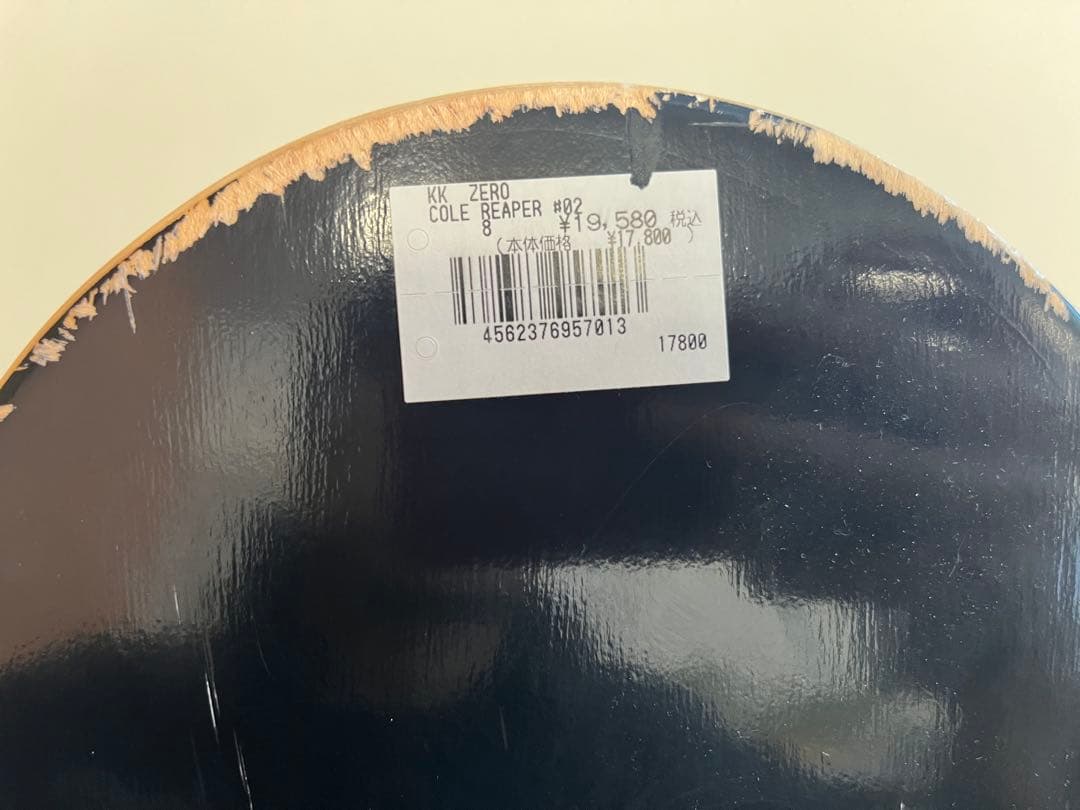 KK ZERO
COLE REAPER #02
8 ¥19,580 税込
(本体価格 ¥17,800 )
4562376957013
17800